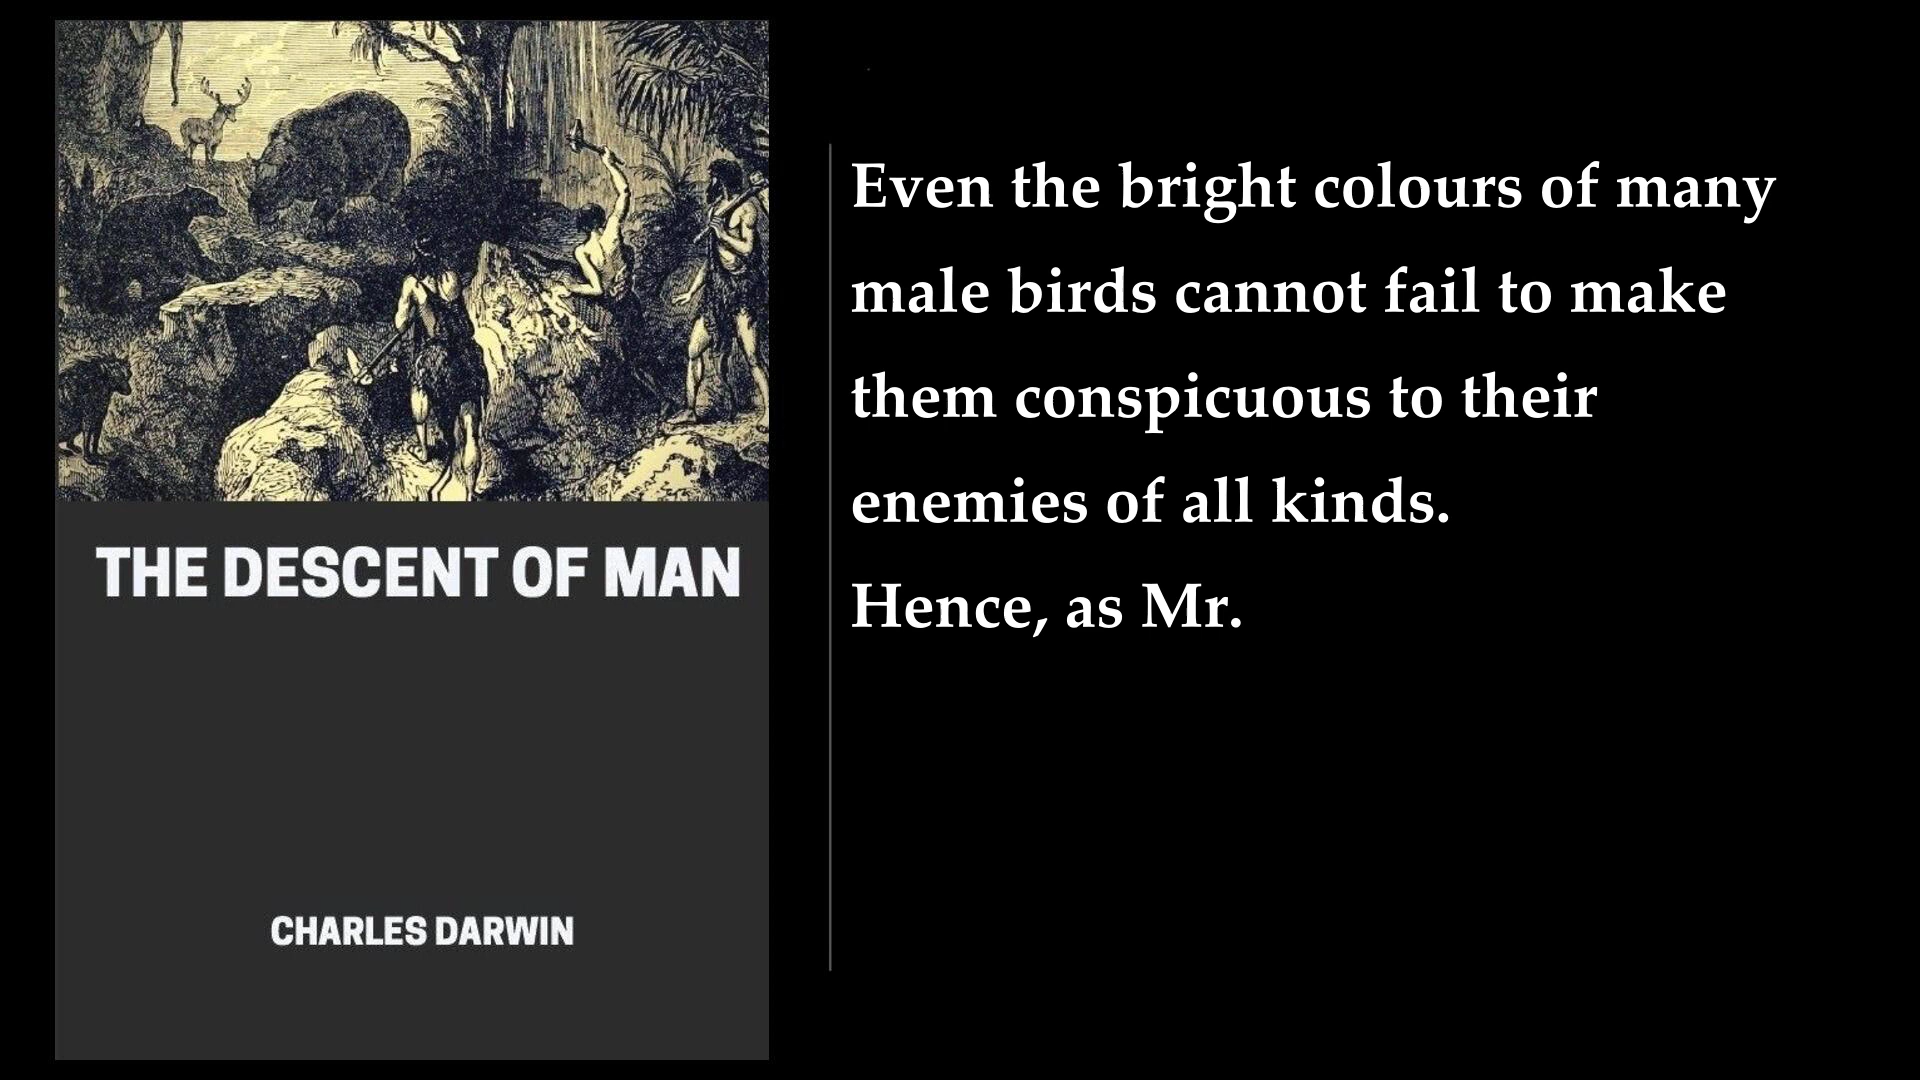 THE DESCENT OF MAN
CHARLES DARWIN
Even the bright colours of many
male birds cannot fail to make
them conspicuous to their
enemies of all kinds.
Hence, as Mr.